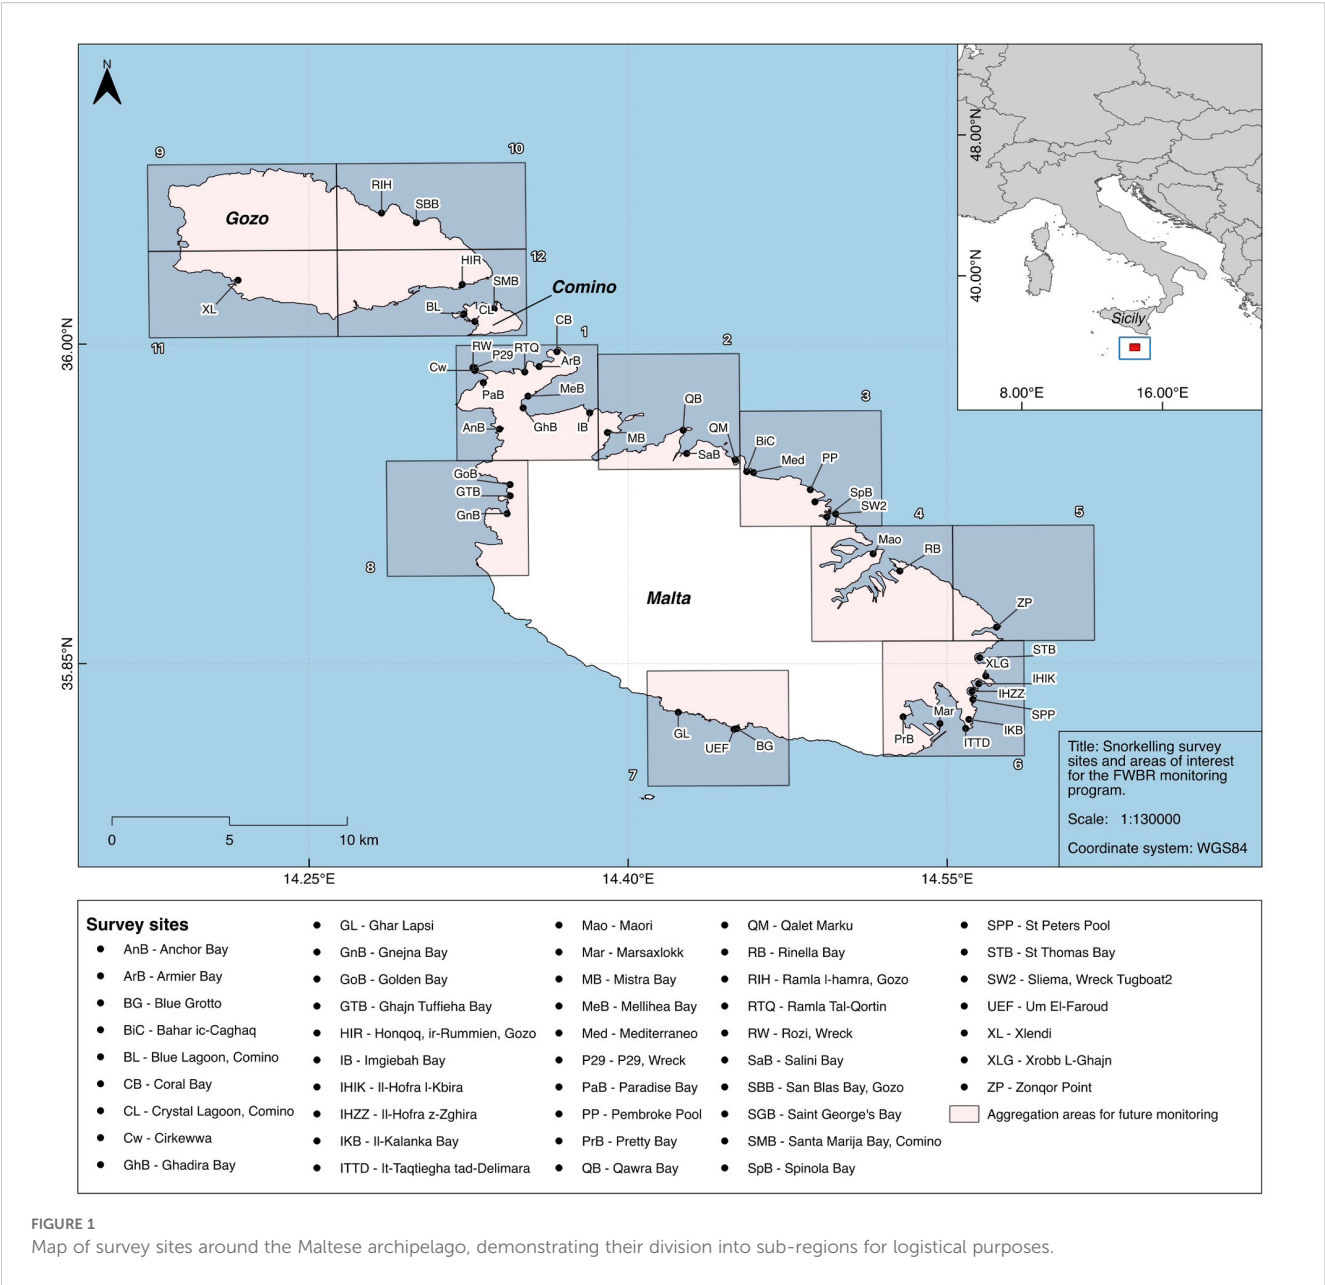 N
9
10
RIH
SBB
Gozo
12
HIR
SMB
XL
BL
CL
Comino
11
CB
1
2
RW
P29
RTQ
Cw
ArB
PaB
MeB
AnB
GhB
IB
MB
QB
QM
SaB
3
BiC
Med
PP
SpB
SW2
GoB
GTB
GnB
8
4
5
Mao
RB
ZP
Malta
STB
XLG
IHIK
IHZZ
SPP
IKB
Mar
PrB
ITTD
6
GL
UEF
BG
7
48.00°N
40.00°N
Sicily
8.00°E
16.00°E
36.00°N
35.85°N
14.25°E
14.40°E
14.55°E
0
5
10 km
Title: Snorkelling survey
sites and areas of interest
for the FWBR monitoring
program.
Scale: 1:130000
Coordinate system: WGS84
Survey sites
AnB - Anchor Bay
ArB - Armier Bay
BG - Blue Grotto
BiC - Bahar ic-Caghaq
BL - Blue Lagoon, Comino
CB - Coral Bay
CL - Crystal Lagoon, Comino
Cw - Cirkewwa
GhB - Ghadira Bay
GL - Ghar Lapsi
GnB - Gnejna Bay
GoB - Golden Bay
GTB - Ghajn Tuffieha Bay
HIR - Honqoq, ir-Rummien, Gozo
IB - Imgiebah Bay
IHIK - Il-Hofra l-Kbira
IHZZ - Il-Hofra z-Zghira
IKB - Il-Kalanka Bay
ITTD - It-Taqtiegha tad-Delimara
Mao - Maori
Mar - Marsaxlokk
MB - Mistra Bay
MeB - Mellihea Bay
Med - Mediterraneo
P29 - P29, Wreck
PaB - Paradise Bay
PP - Pembroke Pool
PrB - Pretty Bay
QB - Qawra Bay
QM - Qalet Marku
RB - Rinella Bay
RIH - Ramla l-hamra, Gozo
RTQ - Ramla Tal-Qortin
RW - Rozi, Wreck
SaB - Salini Bay
SBB - San Blas Bay, Gozo
SGB - Saint George's Bay
SMB - Santa Marija Bay, Comino
SpB - Spinola Bay
SPP - St Peters Pool
STB - St Thomas Bay
SW2 - Sliema, Wreck Tugboat2
UEF - Um El-Faroud
XL - Xlendi
XLG - Xrobb L-Ghajn
ZP - Zonqor Point
Aggregation areas for future monitoring
FIGURE 1
Map of survey sites around the Maltese archipelago, demonstrating their division into sub-regions for logistical purposes.